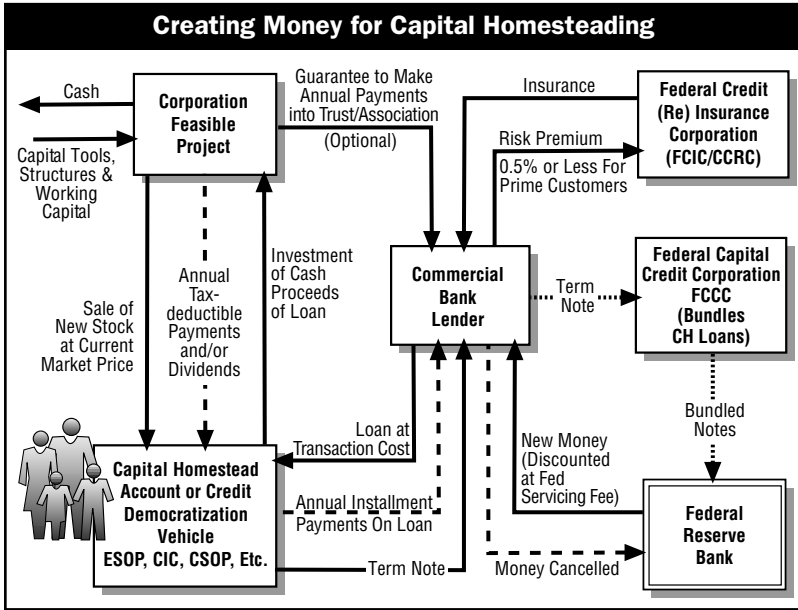 Creating Money for Capital Homesteading
Cash
Capital Tools,
Structures &
Working
Capital
Corporation
Feasible
Project
Guarantee to Make
Annual Payments
into Trust/Association
(Optional)
Insurance
Risk Premium
0.5% or Less For
Prime Customers
Federal Credit
(Re) Insurance
Corporation
(FCIC/CCRC)
Sale of
New Stock
at Current
Market Price
Annual
Tax-
deductible
Payments
and/or
Dividends
Investment
of Cash
Proceeds
of Loan
Commercial
Bank
Lender
Term
Note
Federal Capital
Credit Corporation
FCCC
(Bundles
CH Loans)
Bundled
Notes
Loan at
Transaction Cost
New Money
(Discounted
at Fed
Servicing Fee)
Capital Homestead
Account or Credit
Democratization
Vehicle
ESOP, CIC, CSOP, Etc.
Annual Installment
Payments On Loan
Term Note
Money Cancelled
Federal
Reserve
Bank